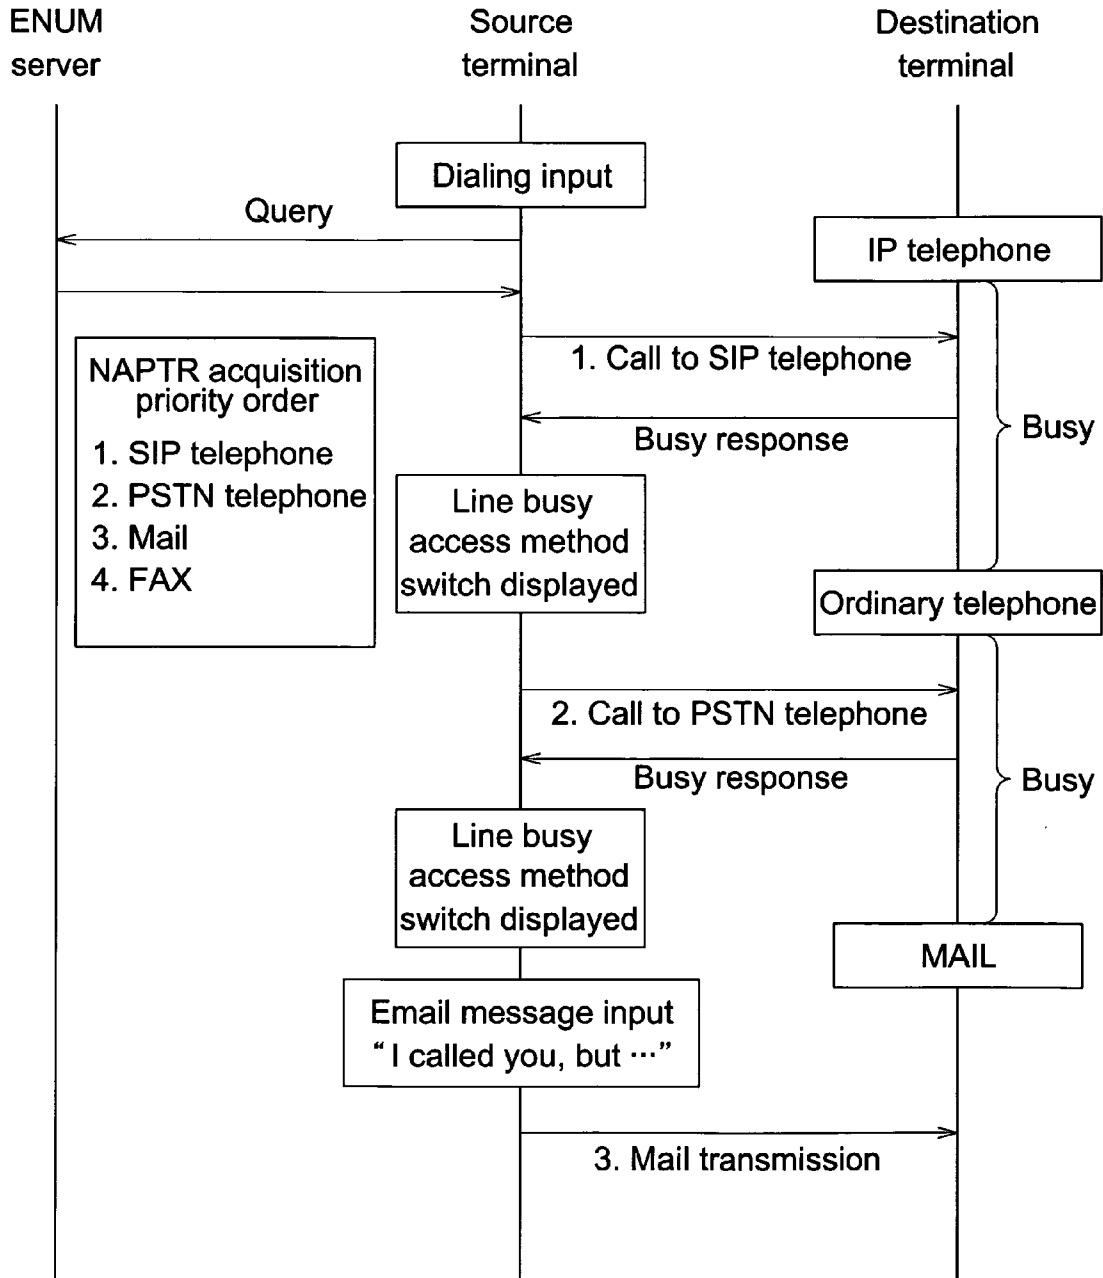 ENUM
server
Source
terminal
Destination
terminal
Dialing input
Query
IP telephone
1. Call to SIP telephone
NAPTR acquisition
priority order
1. SIP telephone
2. PSTN telephone
3. Mail
4. FAX
Busy response
Busy
Line busy
access method
switch displayed
Ordinary telephone
2. Call to PSTN telephone
Busy response
Busy
Line busy
access method
switch displayed
MAIL
Email message input
“ I called you, but ···”
3. Mail transmission